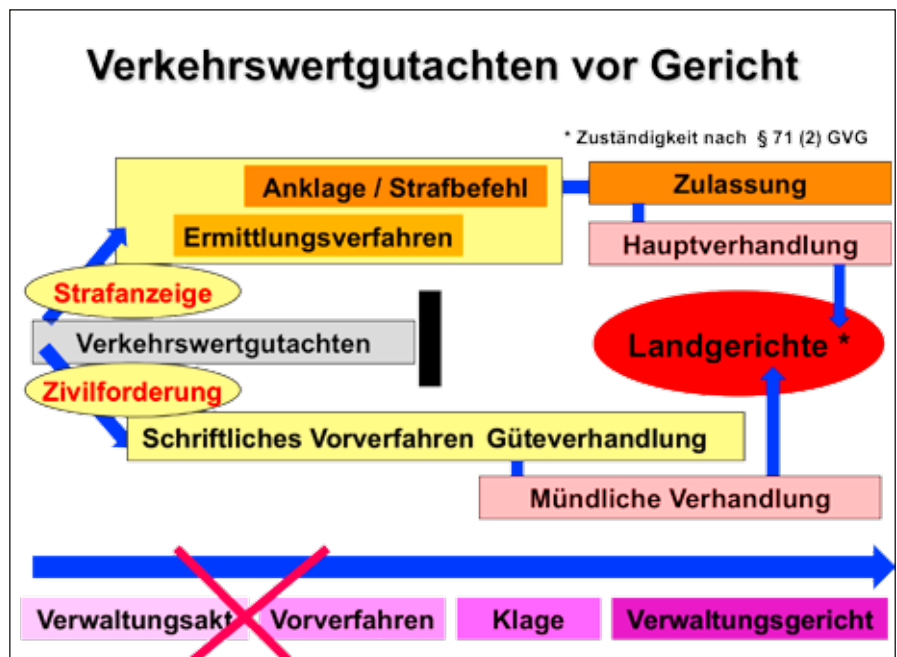 Verkehrswertgutachten vor Gericht
* Zuständigkeit nach § 71 (2) GVG
Anklage / Strafbefehl
Zulassung
Ermittlungsverfahren
Hauptverhandlung
Strafanzeige
Verkehrswertgutachten
Landgerichte *
Zivilforderung
Schriftliches Vorverfahren Güteverhandlung
Mündliche Verhandlung
Verwaltungsakt
Vorverfahren
Klage
Verwaltungsgericht